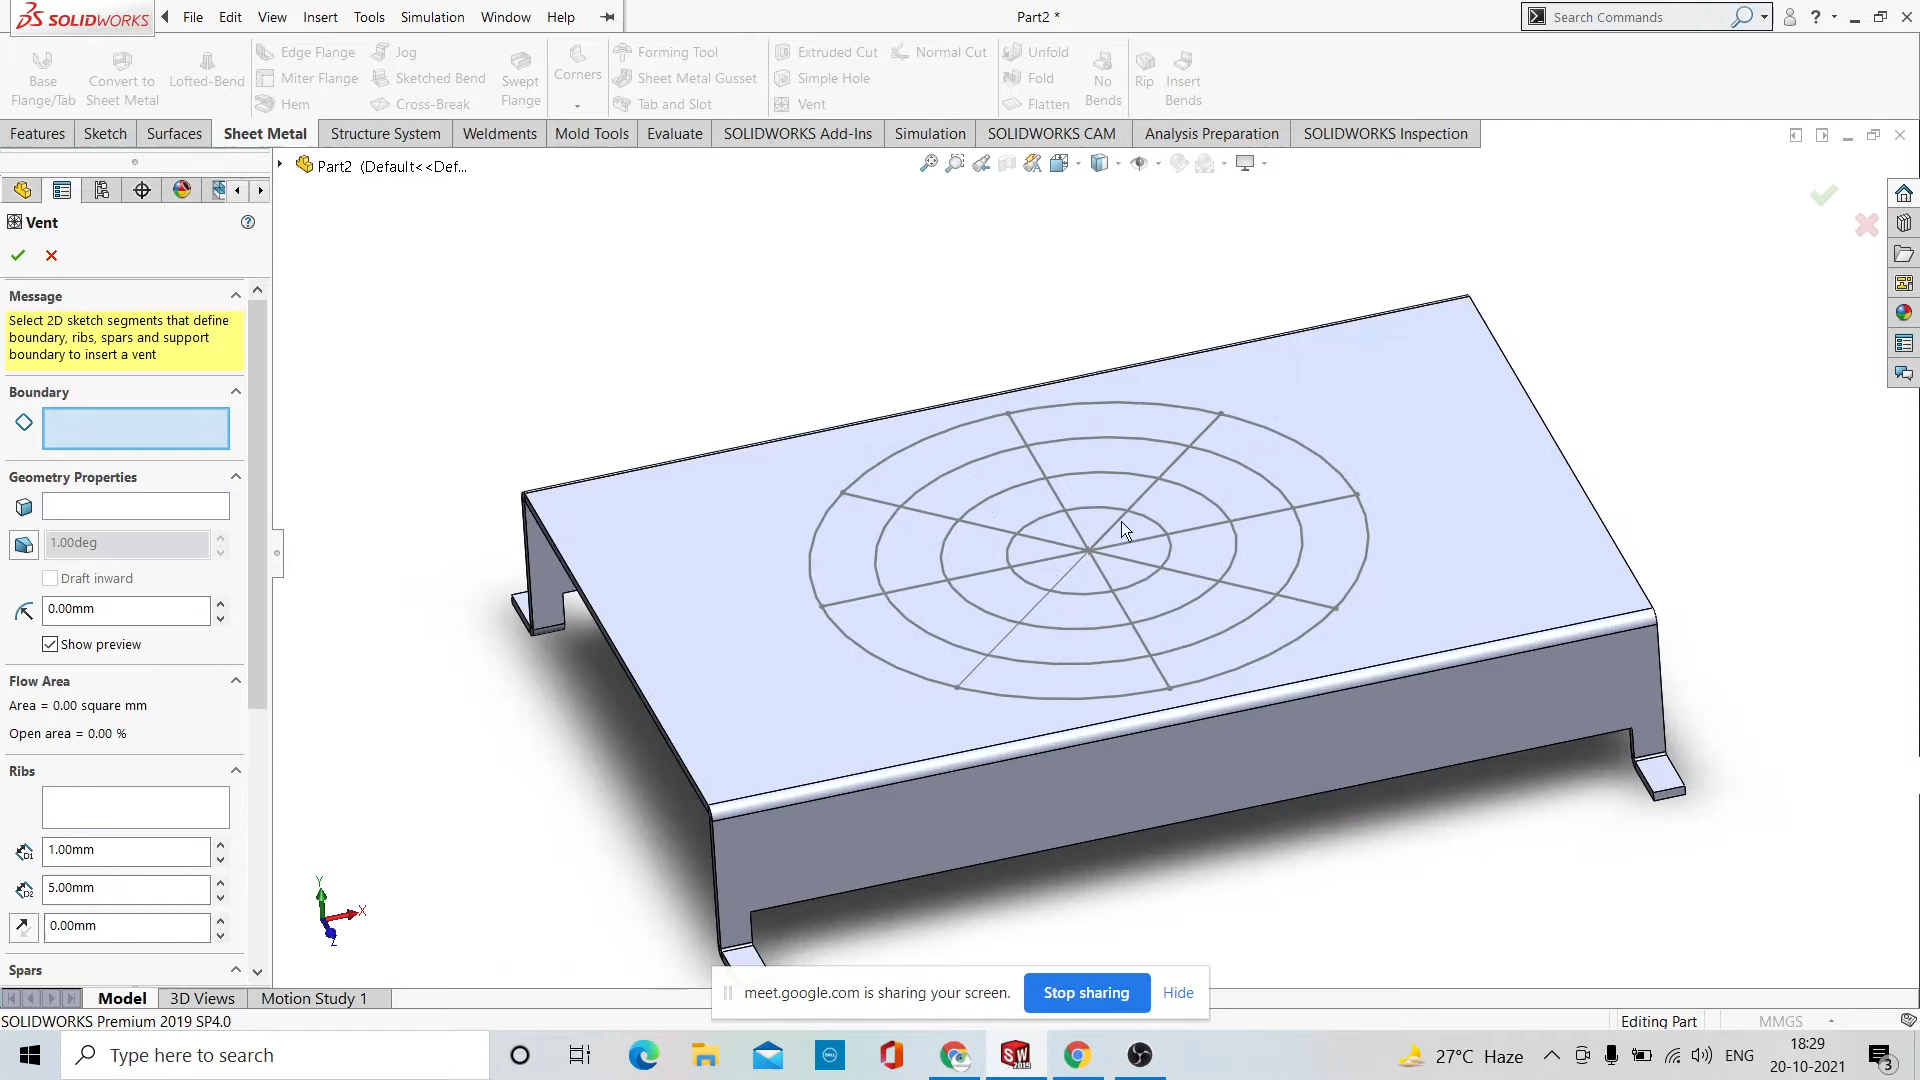 SOLIDWORKS
File Edit View Insert Tools Simulation Window Help
Part2 *
Search Commands
Base Flange/Tab
Convert to Sheet Metal
Lofted-Bend
Edge Flange
Miter Flange
Hem
Jog
Sketched Bend
Cross-Break
Swept Flange
Corners
Forming Tool
Sheet Metal Gusset
Tab and Slot
Extruded Cut
Simple Hole
Vent
Normal Cut
Unfold
Fold
Flatten
No Bends
Rip
Insert Bends
Features Sketch Surfaces Sheet Metal Structure System Weldments Mold Tools Evaluate SOLIDWORKS Add-Ins Simulation SOLIDWORKS CAM Analysis Preparation SOLIDWORKS Inspection
Part2 (Default<<Def...
Vent
Message
Select 2D sketch segments that define
boundary, ribs, spars and support
boundary to insert a vent
Boundary
Geometry Properties
1.00deg
Draft inward
0.00mm
Show preview
Flow Area
Area = 0.00 square mm
Open area = 0.00 %
Ribs
D1
1.00mm
D2
5.00mm
0.00mm
Spars
Y
X
Z
meet.google.com is sharing your screen. Stop sharing Hide
Model 3D Views Motion Study 1
SOLIDWORKS Premium 2019 SP4.0
Editing Part MMGS
Type here to search
DELL
SW
2019
27°C Haze
ENG
18:29
20-10-2021
3